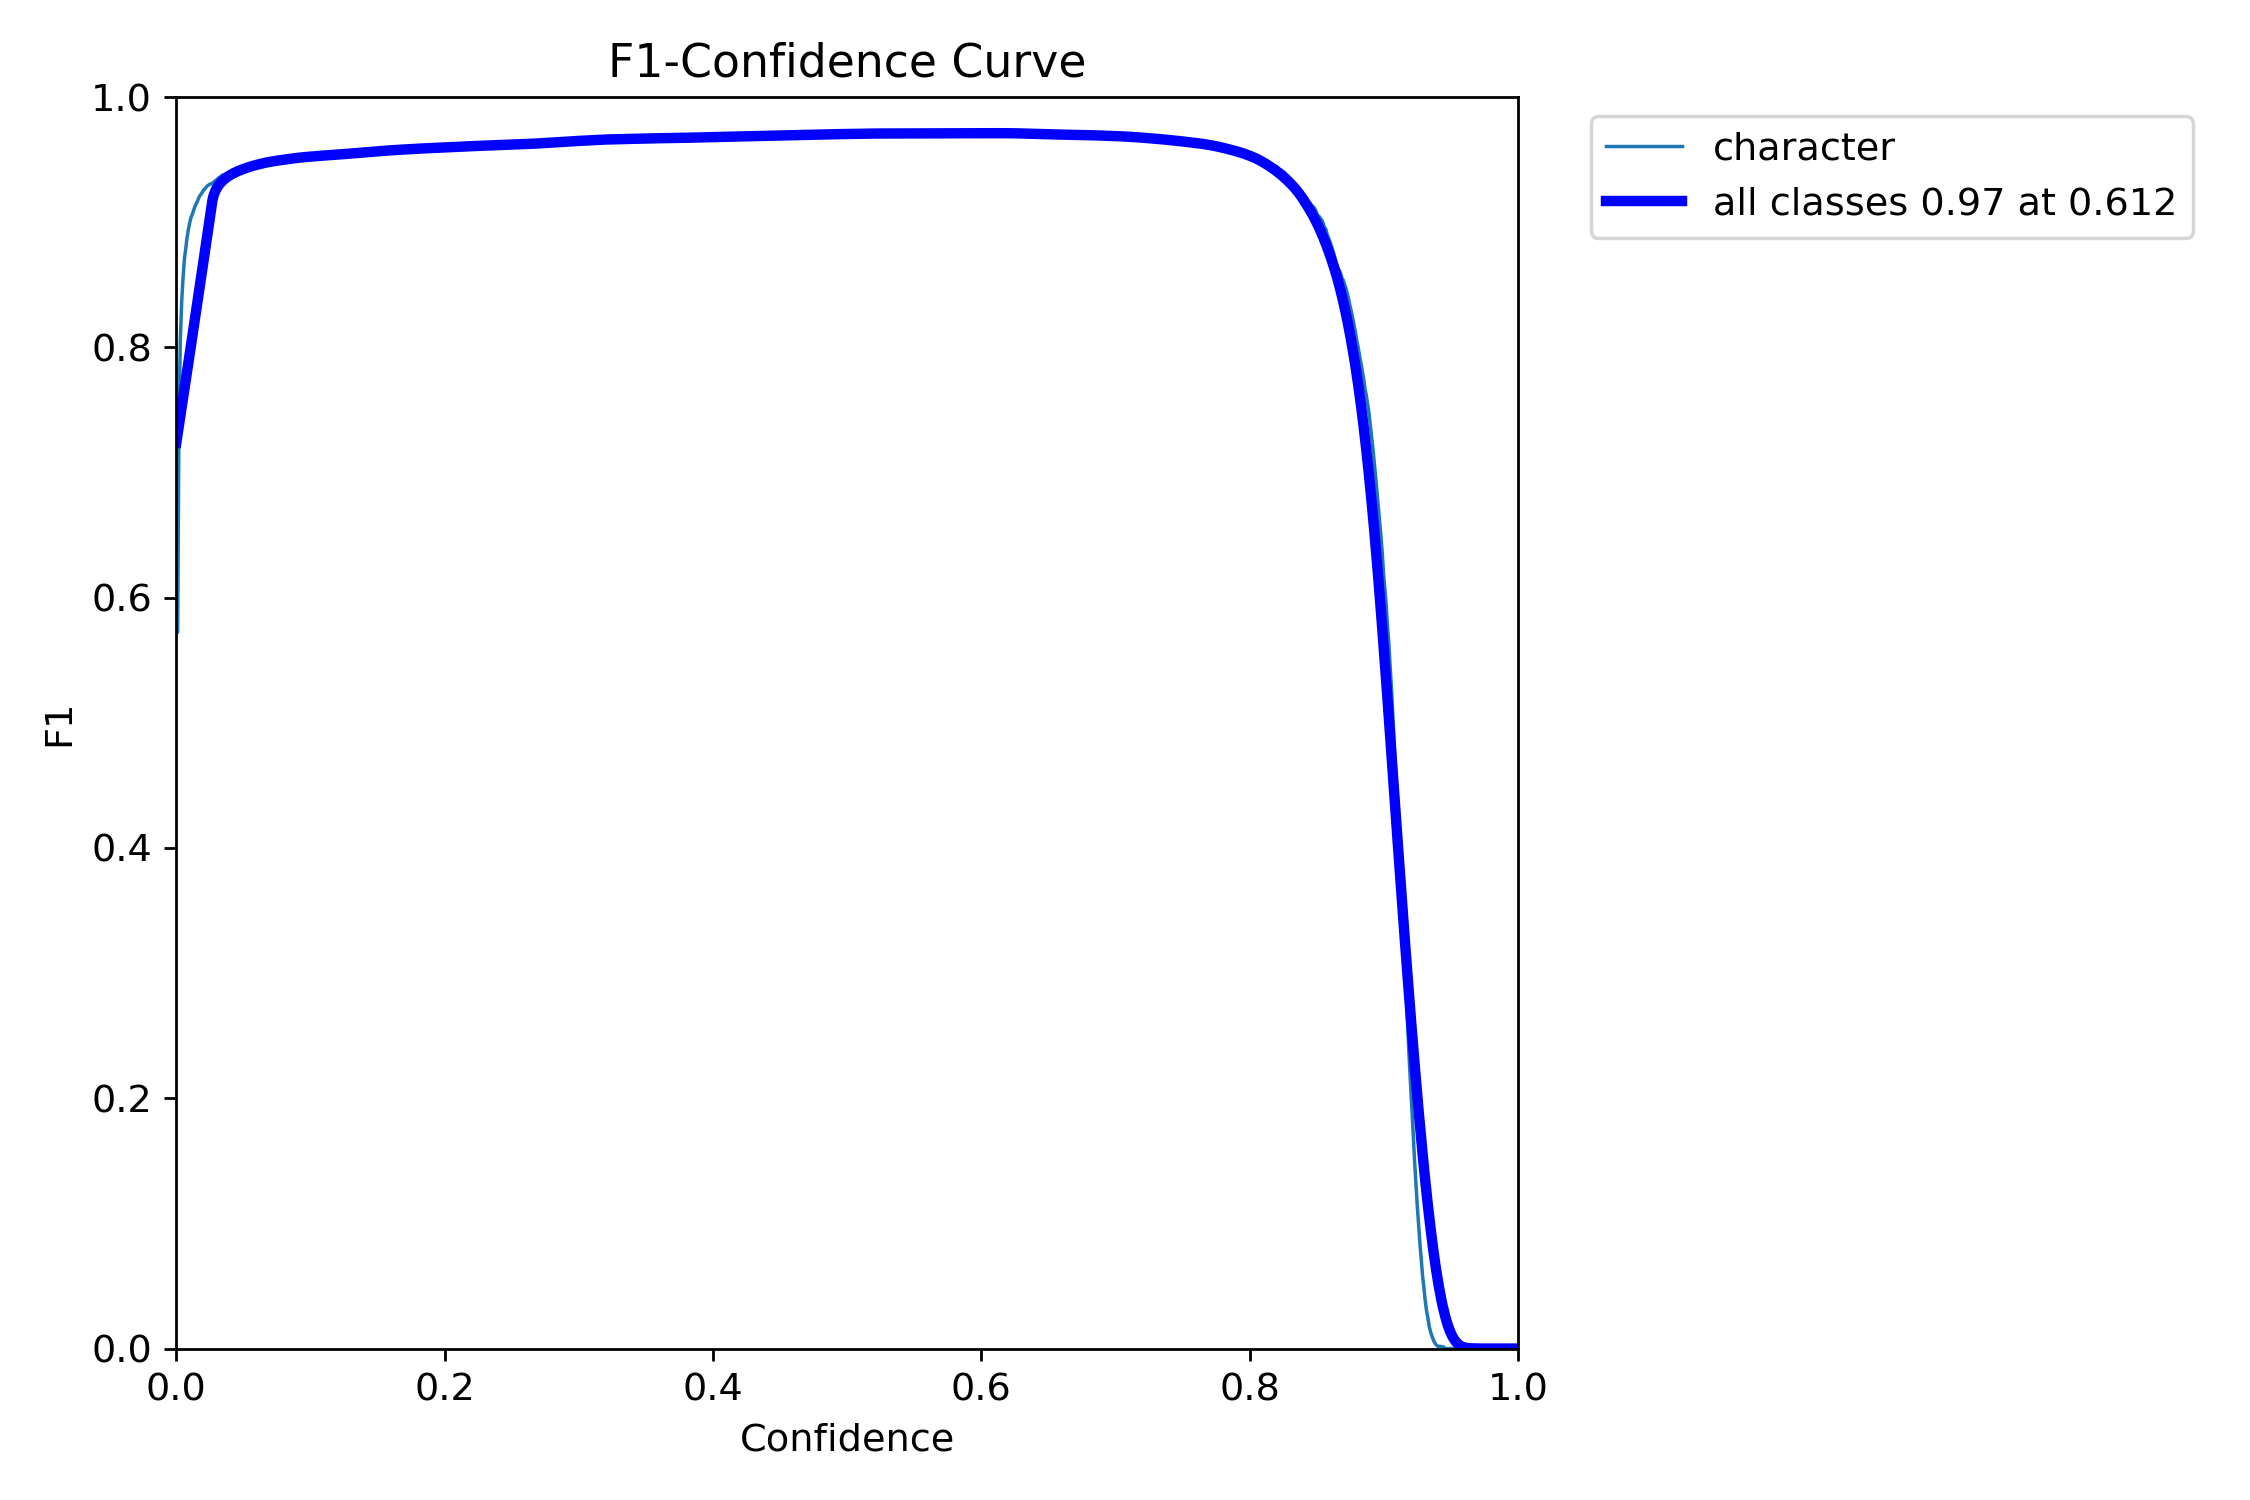 F1-Confidence Curve
1.0
0.8
0.6
0.4
0.2
0.0
F1
0.0 0.2 0.4 0.6 0.8 1.0
Confidence
character
all classes 0.97 at 0.612